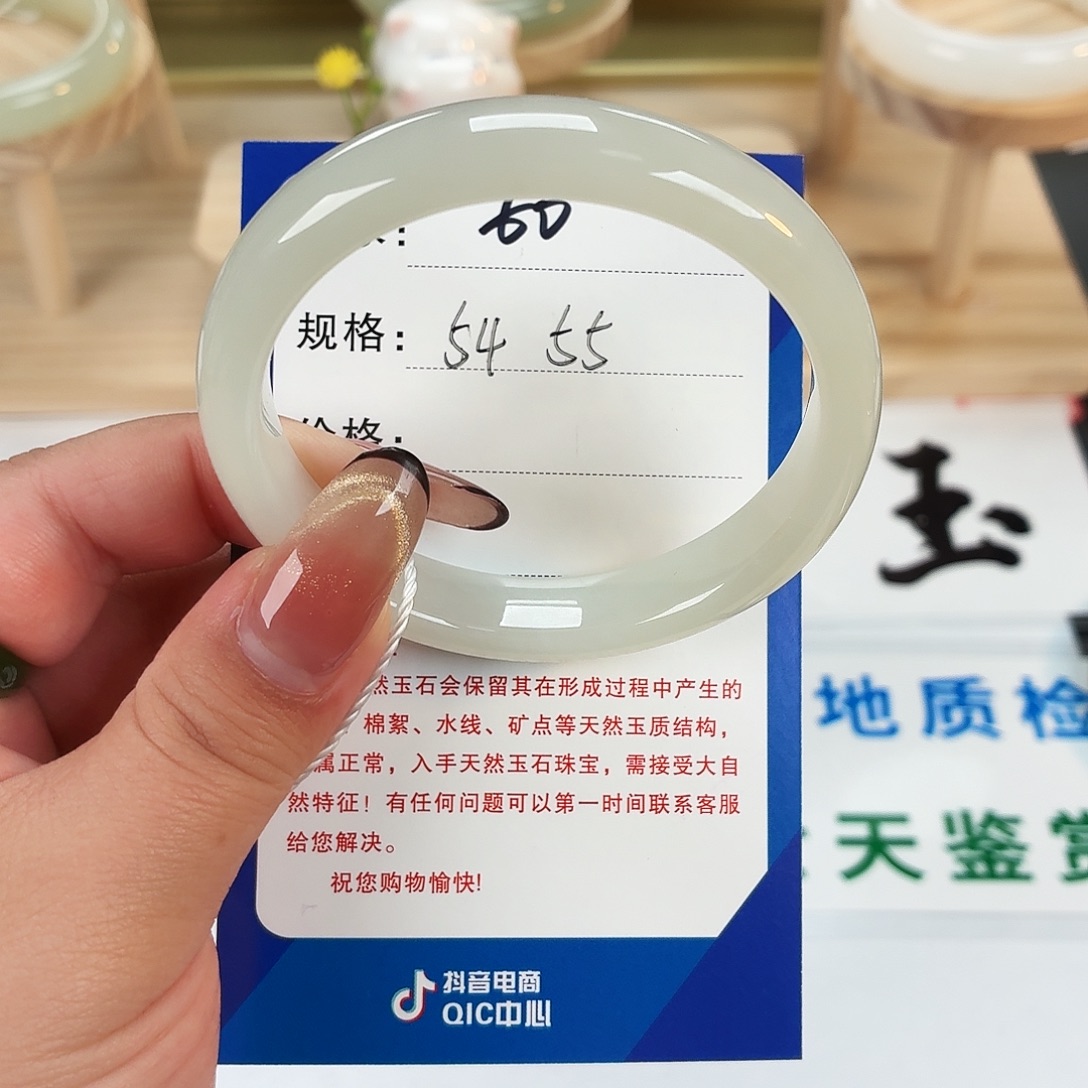 60
规格： 54 55
价格：
然玉石会保留其在形成过程中产生的
棉絮、水线、矿点等天然玉质结构，
属正常，入手天然玉石珠宝，需接受大自
然特征！有任何问题可以第一时间联系客服
给您解决。
祝您购物愉快!
抖音电商
QIC中心
玉
地质检
天鉴赏